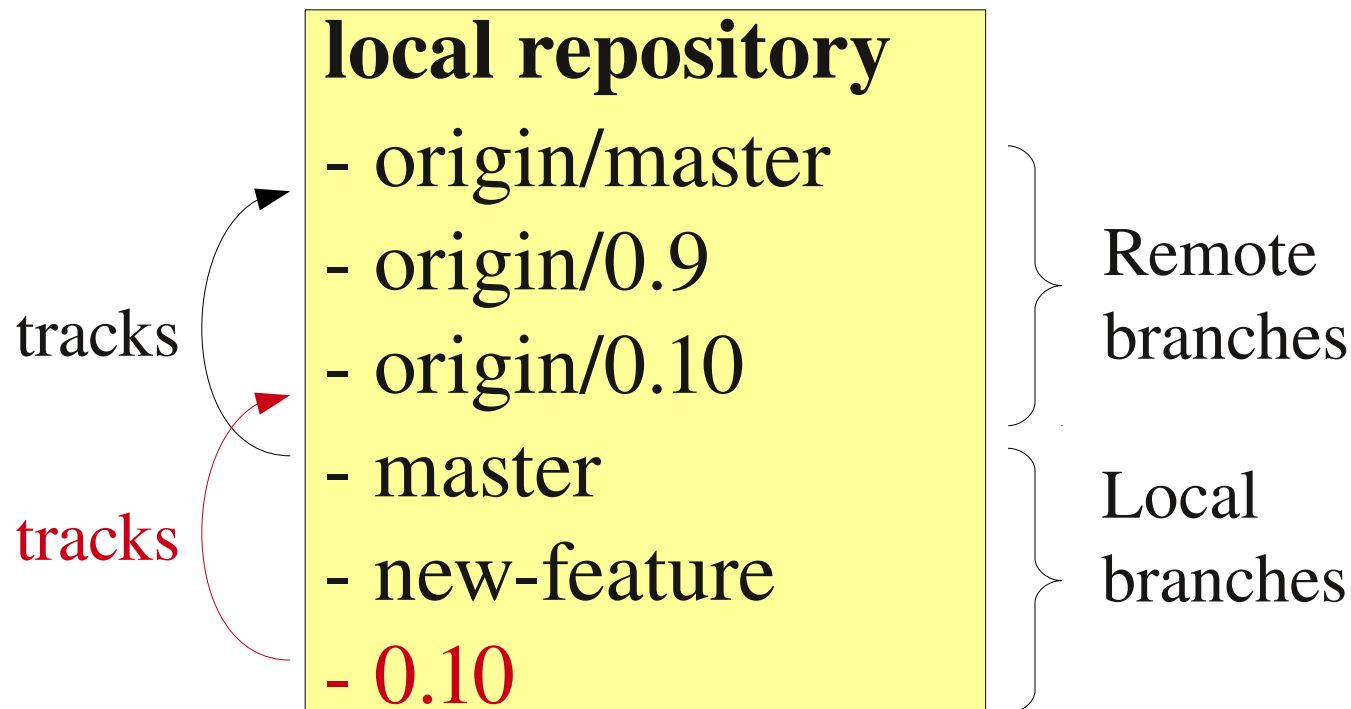 local repository
- origin/master
- origin/0.9
- origin/0.10
- master
- new-feature
- 0.10
tracks
tracks
Remote
branches
Local
branches